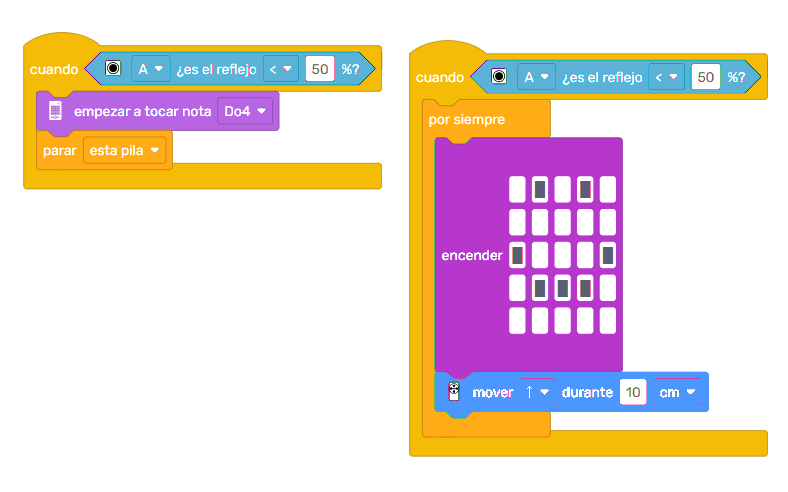 cuando A ¿es el reflejo < 50 %?
empezar a tocar nota Do4
parar esta pila
cuando A ¿es el reflejo < 50 %?
por siempre
encender
mover ↑ durante 10 cm